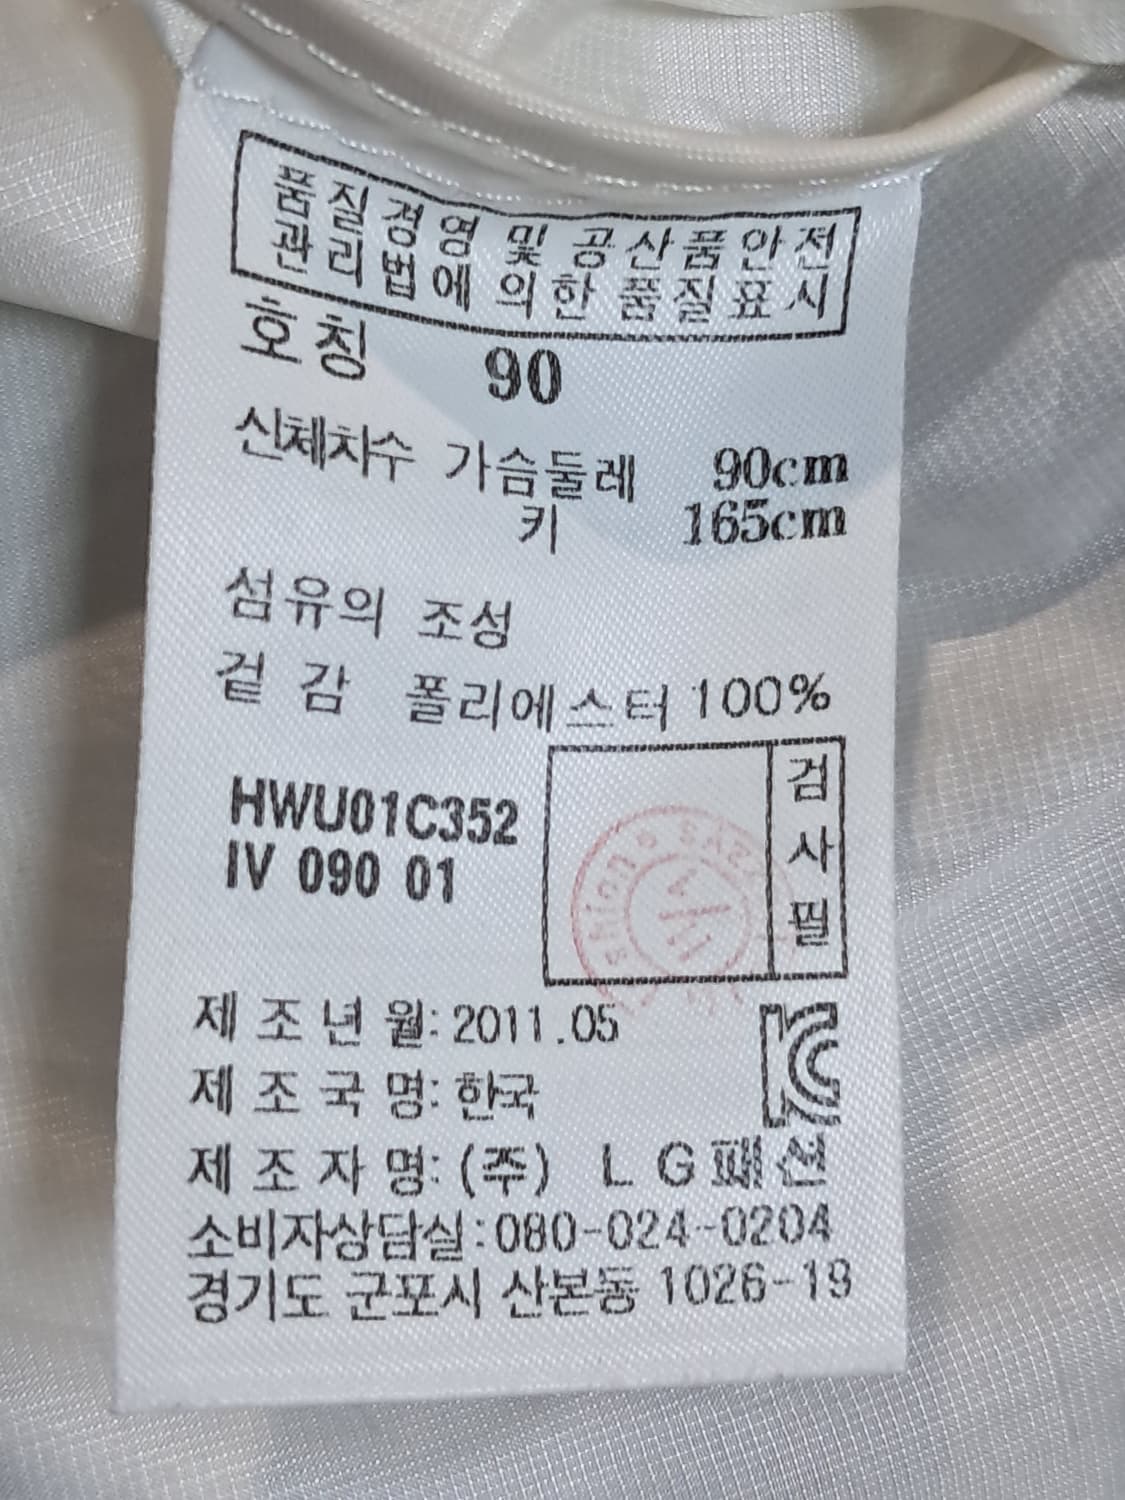 품질경영 및 공산품안전
관리법에 의한 품질표시
호칭 90
신체치수 가슴둘레 90cm
키 165cm
섬유의 조성
겉감 폴리에스터 100%
HWU01C352
IV 090 01
검사필
제조년월: 2011.05
제조국명: 한국
제조자명: (주) LG패션
소비자상담실: 080-024-0204
경기도 군포시 산본동 1026-19